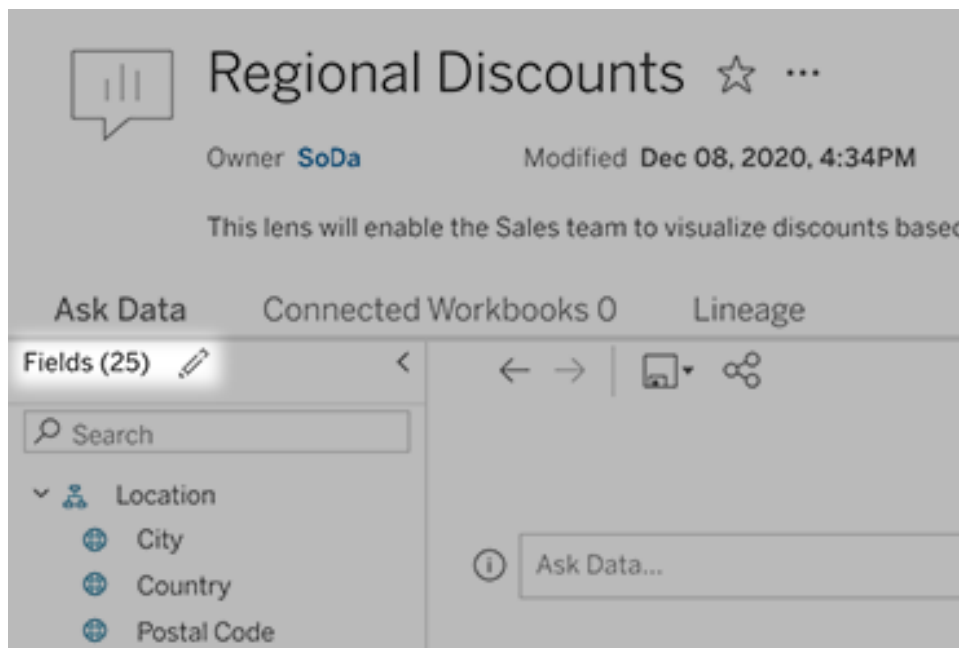 Regional Discounts
Owner SoDa Modified Dec 08, 2020, 4:34PM
This lens will enable the Sales team to visualize discounts based
Ask Data Connected Workbooks 0 Lineage
Fields (25)
Search
Location
City
Ask Data...
Country
Postal Code